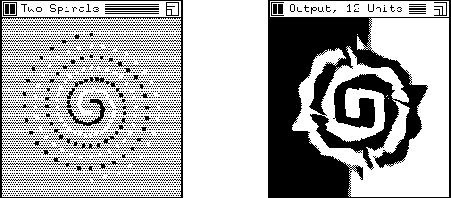 Two Spirals
Output, 12 Units